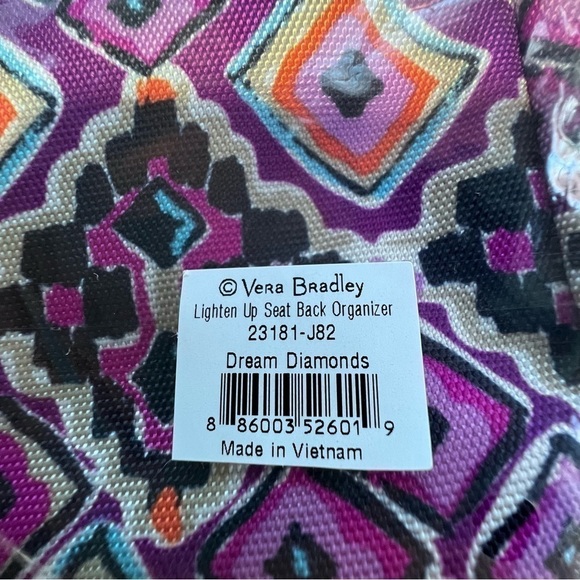 © Vera Bradley
Lighten Up Seat Back Organizer
23181-J82
Dream Diamonds
8 86003 52601 9
Made in Vietnam